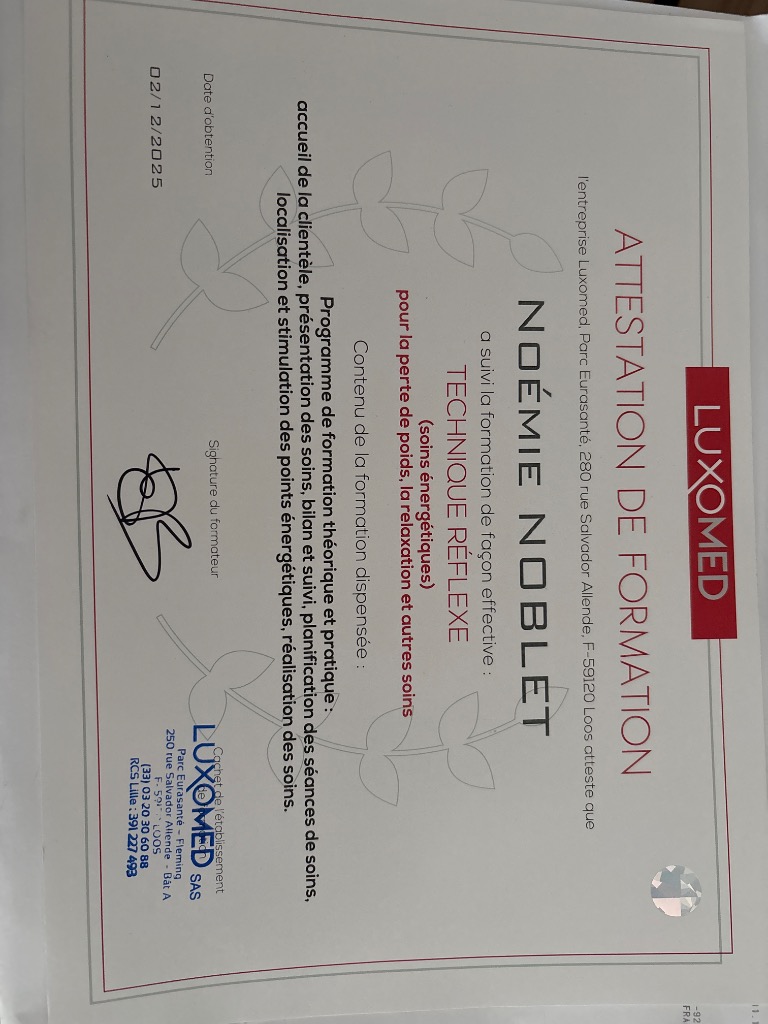 LUXOMED
ATTESTATION DE FORMATION
l'entreprise Luxomed, Parc Eurasanté, 280 rue Salvador Allende, F-59120 Loos atteste que
NOÉMIE NOBLET
a suivi la formation de façon effective :
TECHNIQUE RÉFLEXE
(soins énergétiques)
pour la perte de poids, la relaxation et autres soins
Contenu de la formation dispensée :
Programme de formation théorique et pratique :
accueil de la clientèle, présentation des soins, bilan et suivi, planification des séances de soins,
localisation et stimulation des points énergétiques, réalisation des soins.
Date d'obtention
02/12/2025
Signature du formateur
Cachet de l'établissement
de
LUXOMED SAS
Parc Eurasanté - Fleming
250 rue Salvador Allende - Bât A
LOOS
(33) 03 20 30 60 88
RCS Lille : 391 227 493